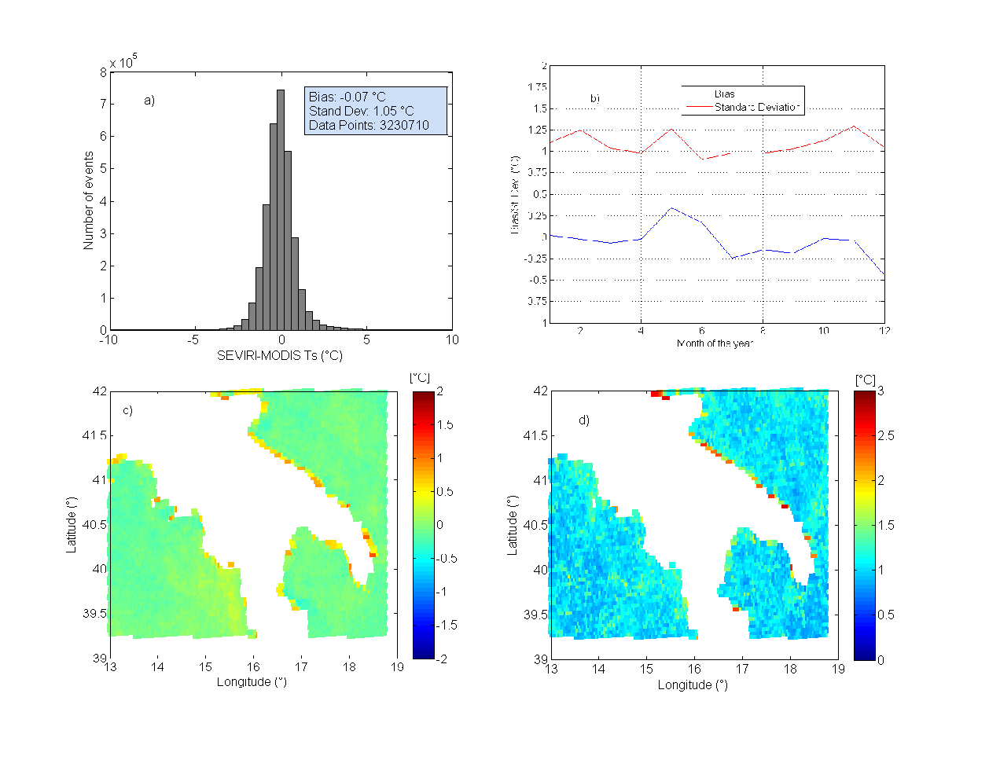 x 10^5
8
7
6
5
4
3
2
1
0
a)
Bias: -0.07 °C
Stand Dev: 1.05 °C
Data Points: 3230710
Number of events
-10 -5 0 5 10
SEVIRI-MODIS Ts (°C)
2
1.75
1.5
1.25
1
0.75
0.5
0.25
0
-0.25
-0.5
0.75
1
b)
Bias
Standard Deviation
Bias/St. Dev. (°C)
2 4 6 8 10 12
Month of the year
[°C]
42
41.5
41
40.5
40
39.5
39
c)
Latitude (°)
13 14 15 16 17 18 19
Longitude (°)
2
1.5
1
0.5
0
-0.5
-1
-1.5
-2
[°C]
42
41.5
41
40.5
40
39.5
39
d)
Latitude (°)
13 14 15 16 17 18 19
Longitude (°)
3
2.5
2
1.5
1
0.5
0